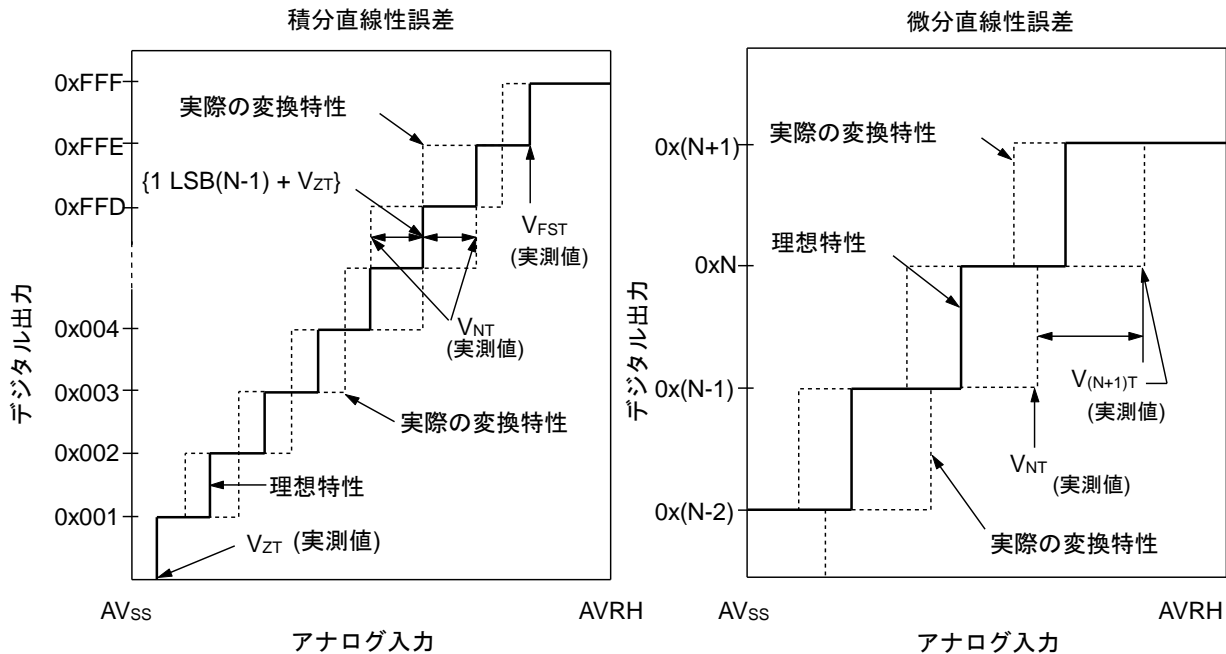 積分直線性誤差
0xFFF
0xFFE
0xFFD
0x004
0x003
0x002
0x001
デジタル出力
実際の変換特性
{1 LSB(N-1) + VZT}
VFST
(実測値)
VNT
(実測値)
実際の変換特性
理想特性
VZT (実測値)
AVSS
AVRH
アナログ入力
微分直線性誤差
0x(N+1)
0xN
0x(N-1)
0x(N-2)
デジタル出力
実際の変換特性
理想特性
V(N+1)T
(実測値)
VNT
(実測値)
実際の変換特性
AVSS
AVRH
アナログ入力